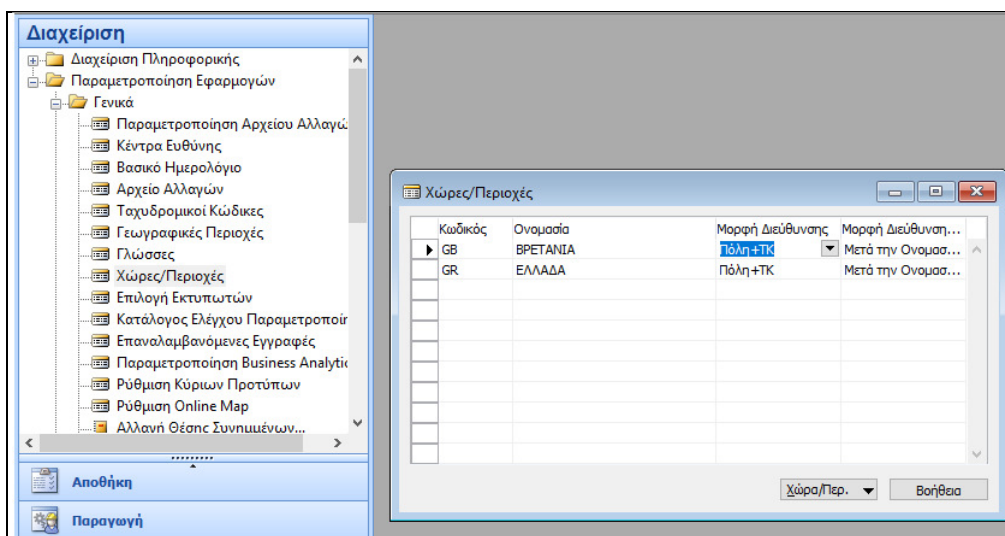 Διαχείριση
Διαχείριση Πληροφορικής
Παραμετροποίηση Εφαρμογών
Γενικά
Παραμετροποίηση Αρχείου Αλλαγώ
Κέντρα Ευθύνης
Βασικό Ημερολόγιο
Αρχείο Αλλαγών
Ταχυδρομικοί Κώδικες
Γεωγραφικές Περιοχές
Γλώσσες
Χώρες/Περιοχές
Επιλογή Εκτυπωτών
Κατάλογος Ελέγχου Παραμετροποίη
Επαναλαμβανόμενες Εγγραφές
Παραμετροποίηση Business Analytic
Ρύθμιση Κύριων Προτύπων
Ρύθμιση Online Map
Αλλαγή Θέσης Συνημμένων...
Αποθήκη
Παραγωγή
Χώρες/Περιοχές
Κωδικός Ονομασία Μορφή Διεύθυνσης Μορφή Διεύθυνση...
GB ΒΡΕΤΑΝΙΑ Πόλη+ΤΚ Μετά την Ονομασ...
GR ΕΛΛΑΔΑ Πόλη+ΤΚ Μετά την Ονομασ...
Χώρα/Περ. Βοήθεια